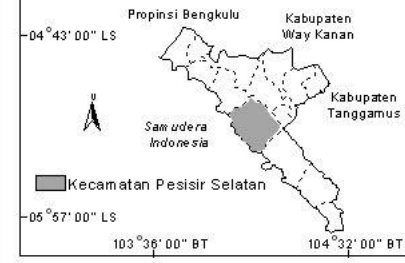 Propinsi Bengkulu
Kabupaten
Way Kanan
04°43'00" LS
Kabupaten
Tanggamus
U
Samudera
Indonesia
Kecamatan Pesisir Selatan
05°57'00" LS
103°36'00" BT
104°32'00" BT